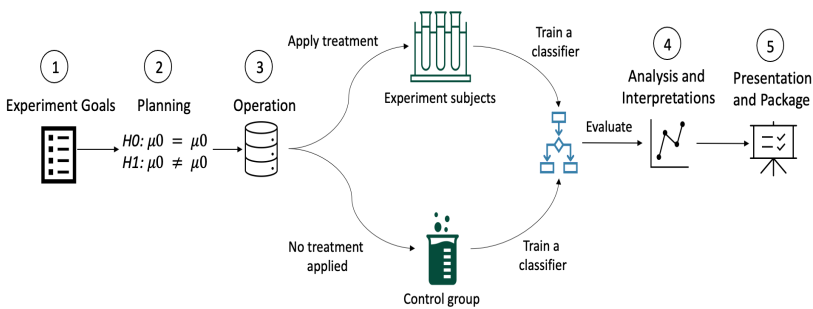 1
Experiment Goals
2
Planning
H0: μ0 = μ0
H1: μ0 ≠ μ0
3
Operation
Apply treatment
Experiment subjects
Train a
classifier
No treatment
applied
Control group
Train a
classifier
Evaluate
4
Analysis and
Interpretations
5
Presentation
and Package